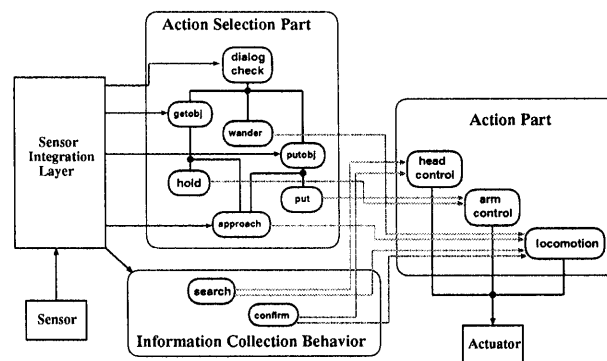 Action Selection Part
dialog
check
getobj
wander
putobj
hold
put
approach
Sensor
Integration
Layer
Sensor
search
confirm
Information Collection Behavior
Action Part
head
control
arm
control
locomotion
Actuator